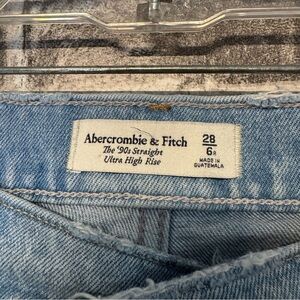 Abercrombie & Fitch
The '90s Straight
Ultra High Rise
28
6R
MADE IN
GUATEMALA